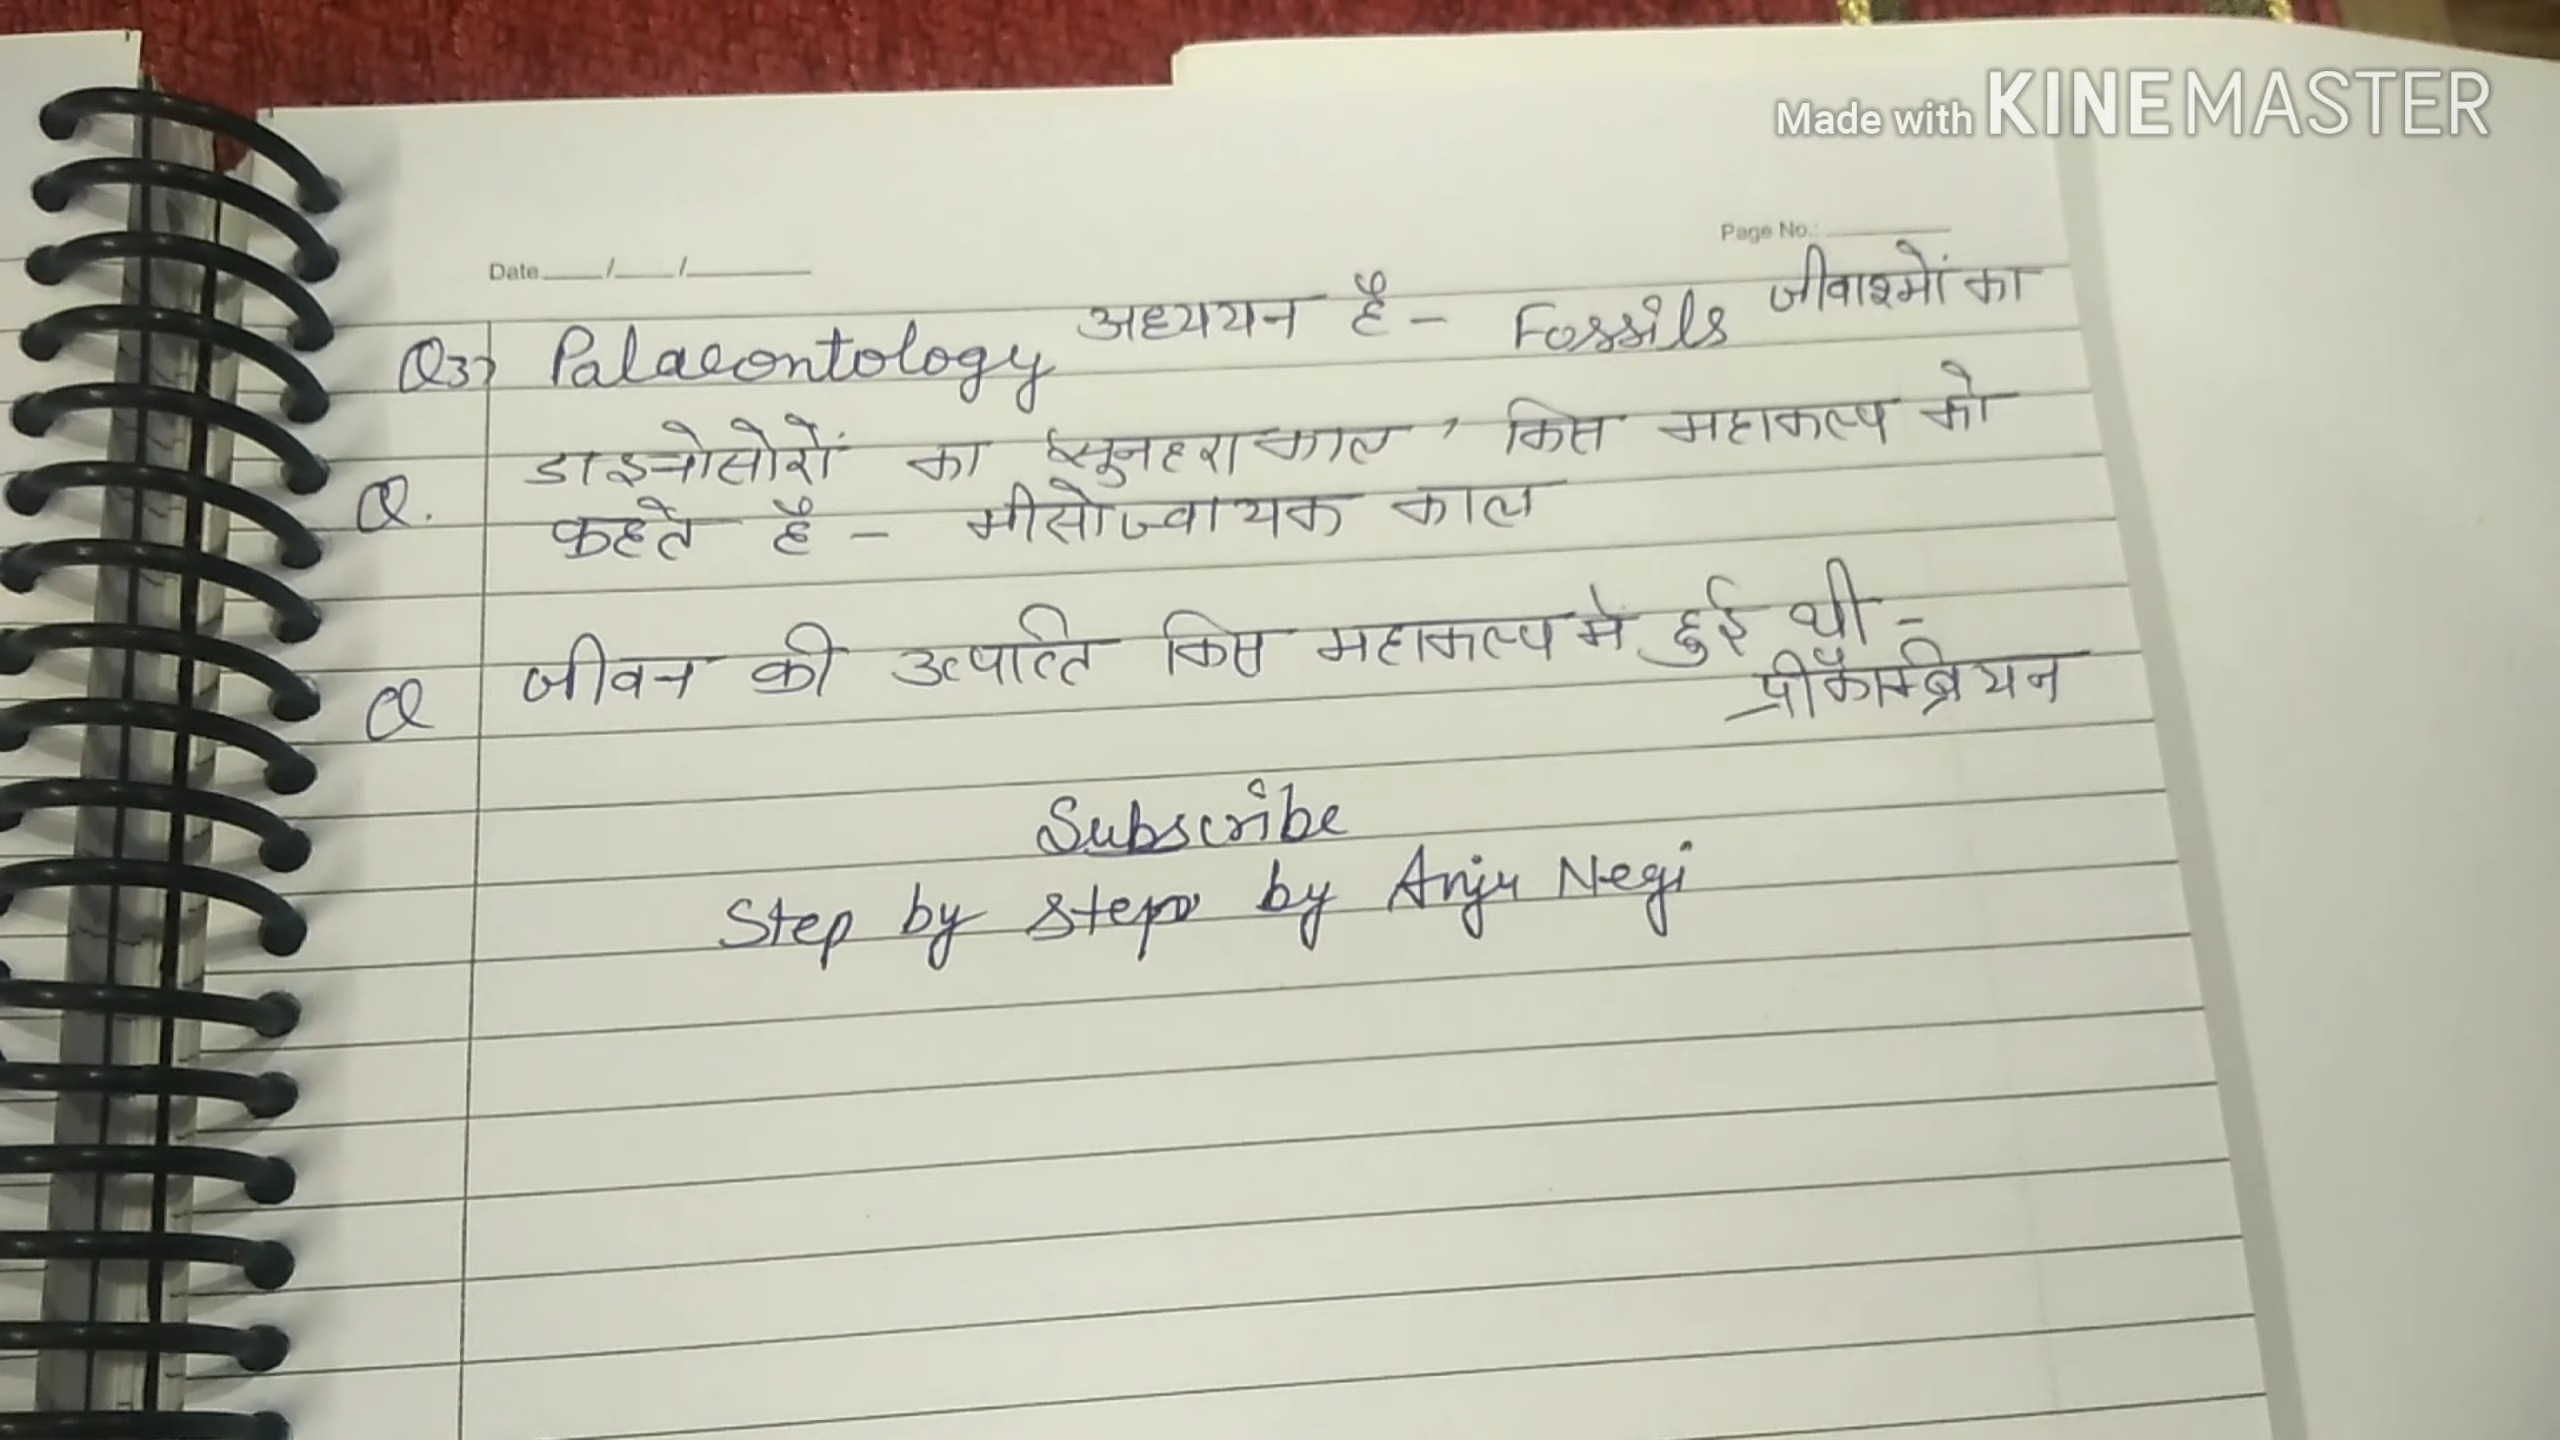 Made with KINEMASTER
Page No.:
Date / /
Q3) Palaeontology अध्ययन है - Fossils जीवाश्मों का
Q. डाइनोसोरों का सुनहरा काल, किस महाकल्प को
कहते है - मीसोज्वायक काल
Q जीवन की उत्पत्ति किस महाकल्प में हुई थी -
प्रीकैम्ब्रियन
Subscribe
Step by step by Anju Negi